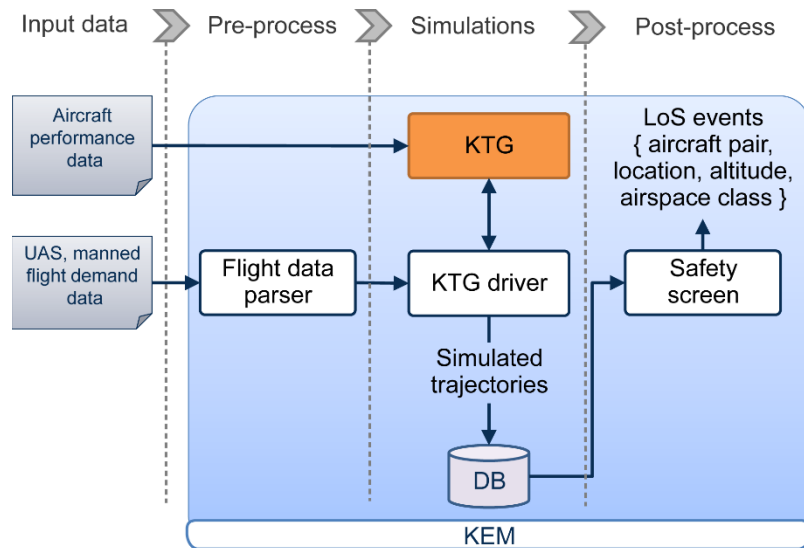 Input data
Pre-process
Simulations
Post-process
Aircraft
performance
data
KTG
LoS events
{ aircraft pair,
location, altitude,
airspace class }
UAS, manned
flight demand
data
Flight data
parser
KTG driver
Safety
screen
Simulated
trajectories
DB
KEM